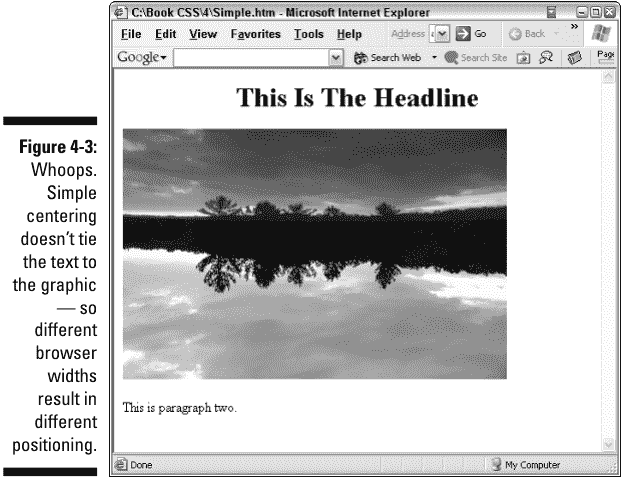 C:\Book CSS\4\Simple.htm - Microsoft Internet Explorer
File Edit View Favorites Tools Help Address Go Back
Google Search Web Search Site Page
This Is The Headline
This is paragraph two.
Done My Computer
Figure 4-3:
Whoops.
Simple
centering
doesn't tie
the text to
the graphic
— so
different
browser
widths
result in
different
positioning.